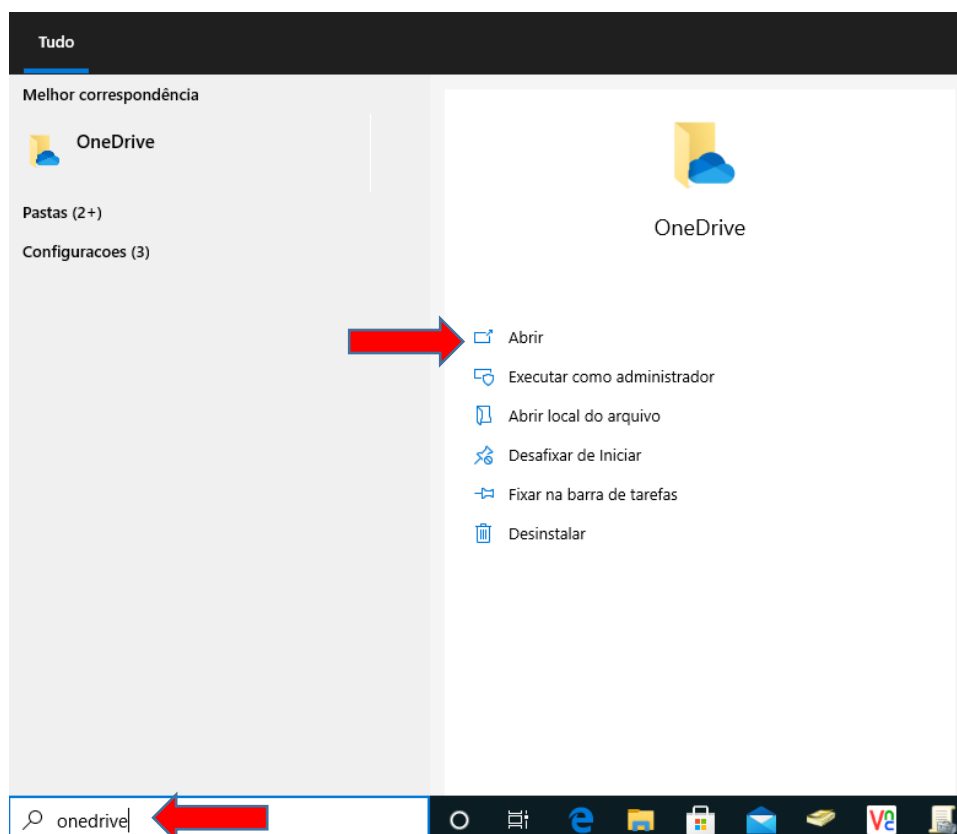 Tudo
Melhor correspondência
OneDrive
Pastas (2+)
Configuracoes (3)
OneDrive
Abrir
Executar como administrador
Abrir local do arquivo
Desafixar de Iniciar
Fixar na barra de tarefas
Desinstalar
onedrive